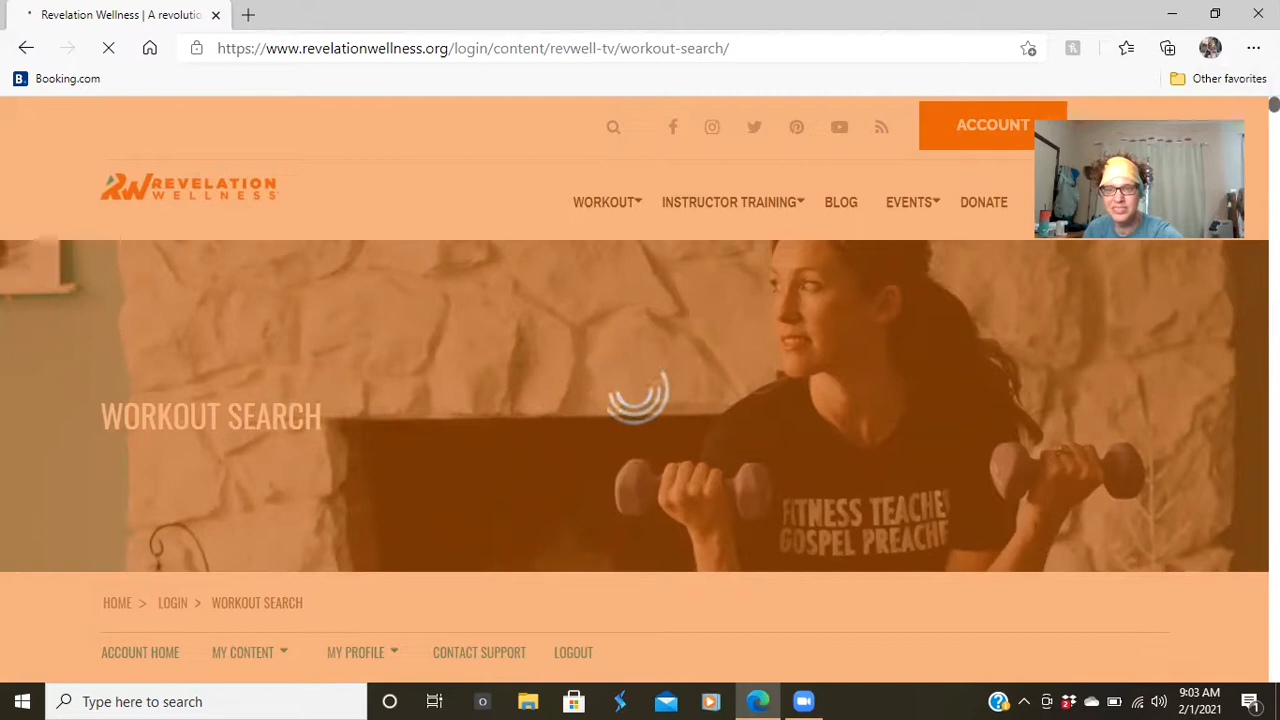 Revelation Wellness | A revolutio
https://www.revelationwellness.org/login/content/revwell-tv/workout-search/
Booking.com
Other favorites
ACCOUNT
RW REVELATION
WELLNESS
WORKOUT
INSTRUCTOR TRAINING
BLOG
EVENTS
DONATE
WORKOUT SEARCH
FITNESS TEACHER
GOSPEL PREACHE
HOME > LOGIN > WORKOUT SEARCH
ACCOUNT HOME
MY CONTENT
MY PROFILE
CONTACT SUPPORT
LOGOUT
Type here to search
9:03 AM
2/1/2021